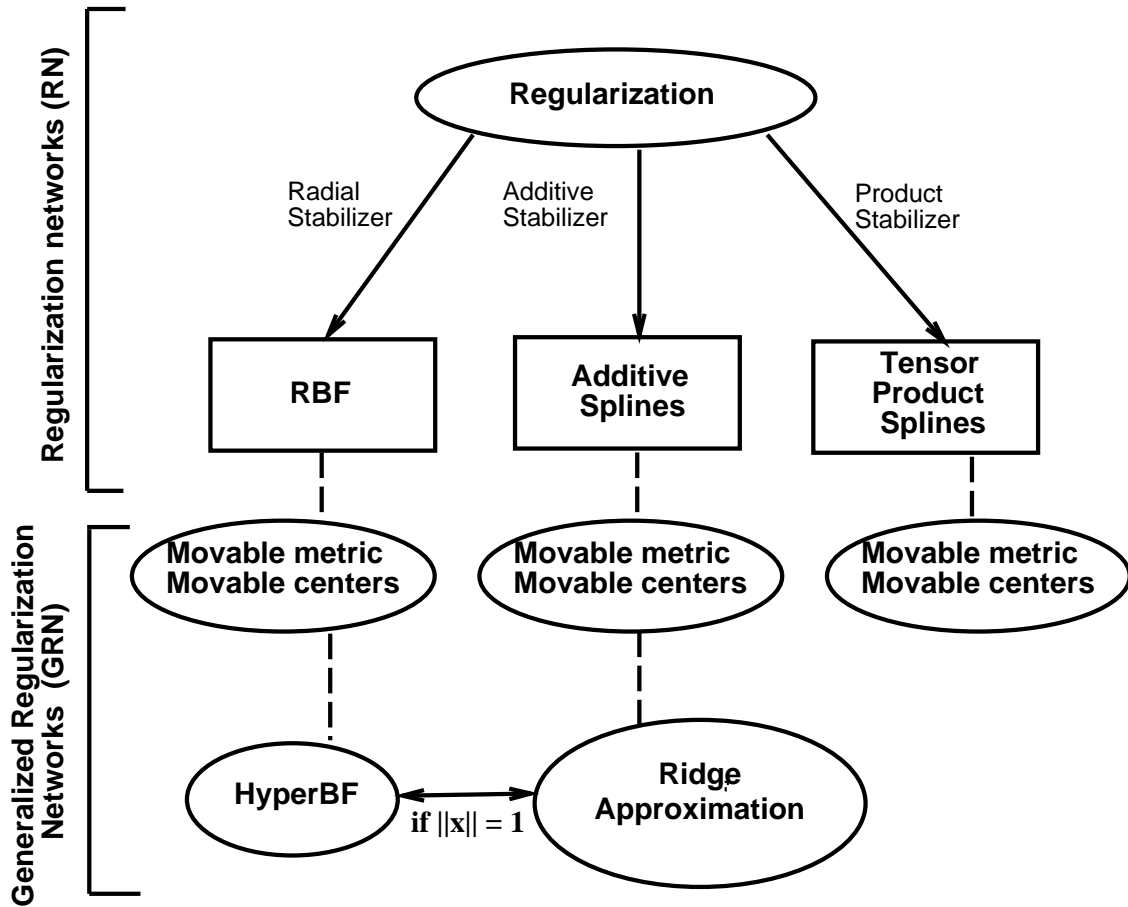 Regularization networks (RN)
Regularization
Radial
Stabilizer
Additive
Stabilizer
Product
Stabilizer
RBF
Additive
Splines
Tensor
Product
Splines
Generalized Regularization
Networks (GRN)
Movable metric
Movable centers
Movable metric
Movable centers
Movable metric
Movable centers
HyperBF
if ||x|| = 1
Ridge
Approximation